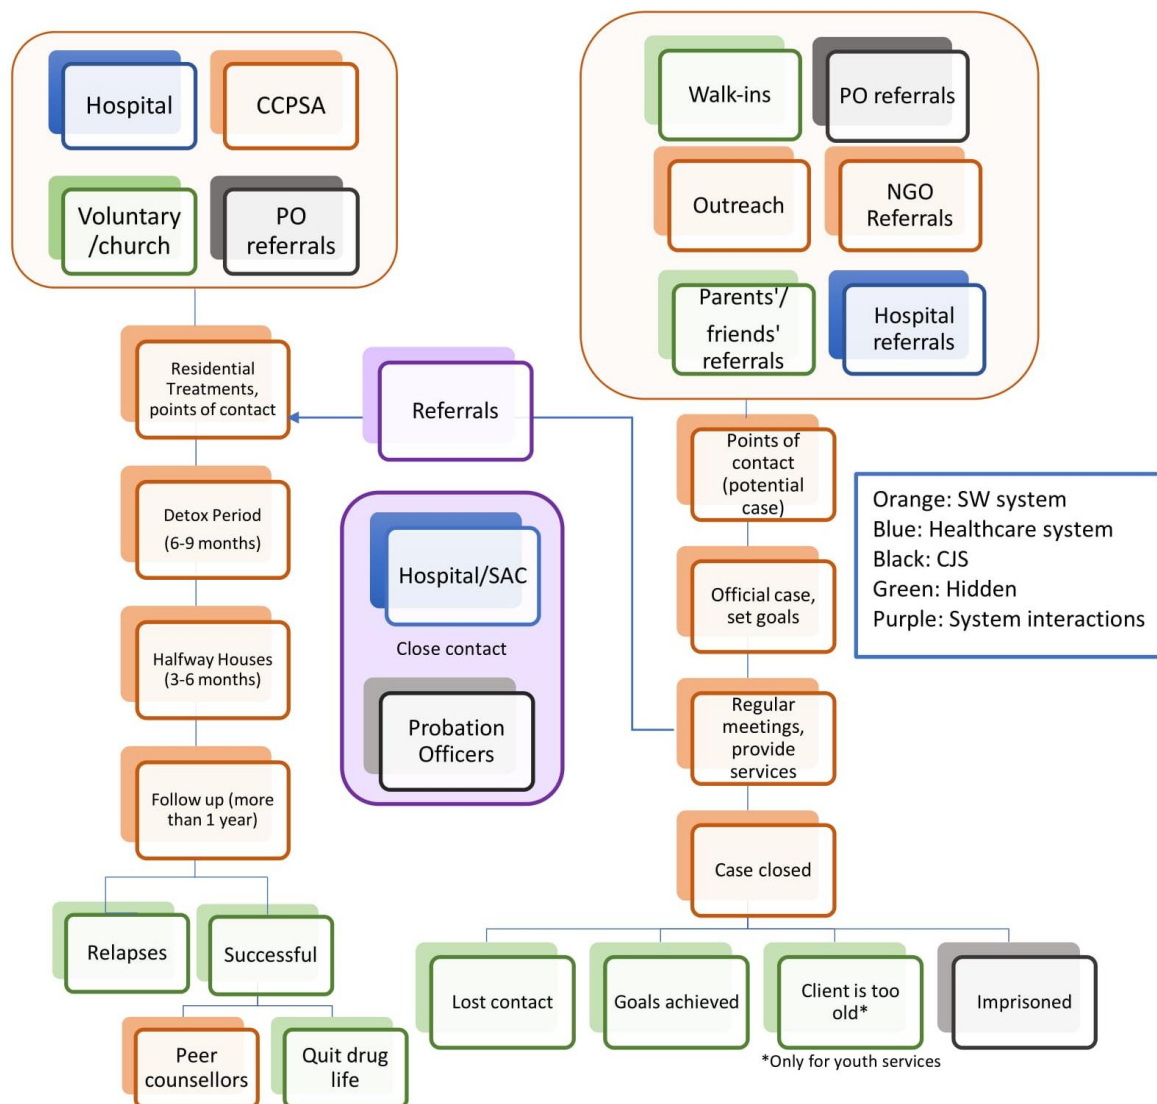 Hospital
CCPSA
Voluntary
/church
PO
referrals
Walk-ins
PO referrals
Outreach
NGO
Referrals
Parents'/
friends'
referrals
Hospital
referrals
Residential
Treatments,
points of contact
Referrals
Points of
contact
(potential
case)
Detox Period
(6-9 months)
Hospital/SAC
Close contact
Probation
Officers
Official case,
set goals
Orange: SW system
Blue: Healthcare system
Black: CJS
Green: Hidden
Purple: System interactions
Halfway Houses
(3-6 months)
Regular
meetings,
provide
services
Follow up (more
than 1 year)
Case closed
Relapses
Successful
Lost contact
Goals achieved
Client is too
old*
Imprisoned
*Only for youth services
Peer
counsellors
Quit drug
life